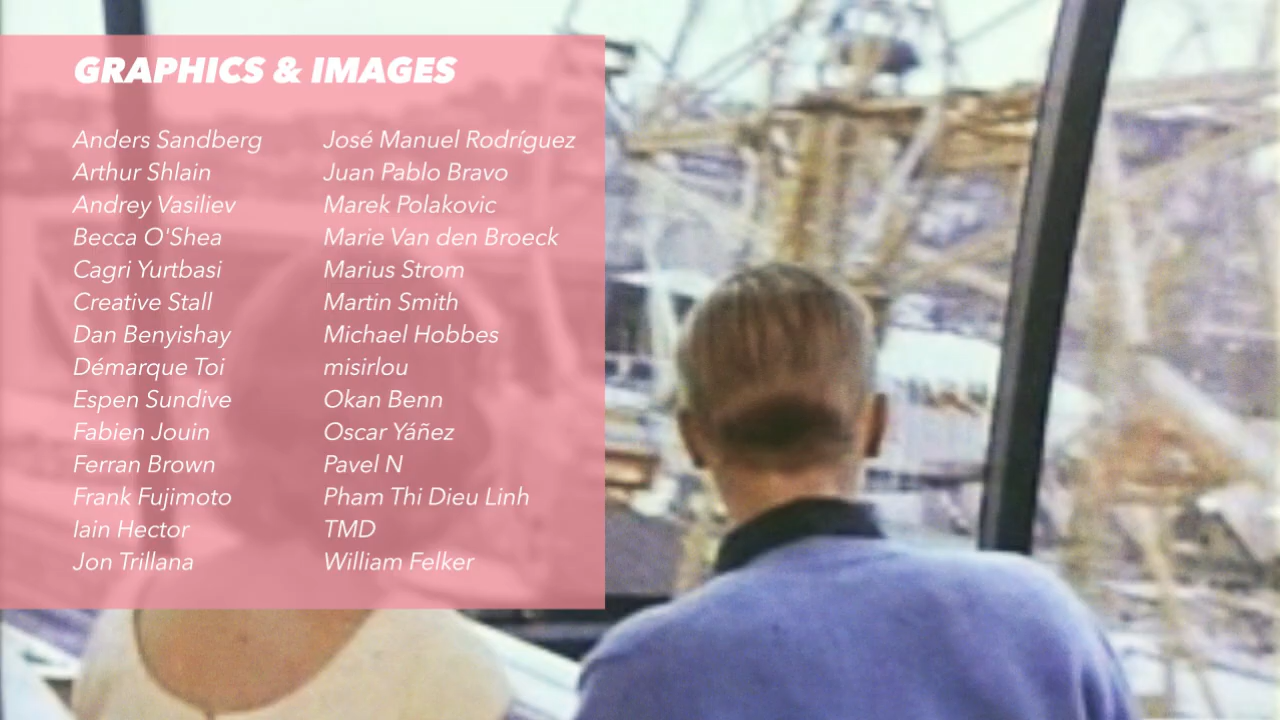 GRAPHICS & IMAGES
Anders Sandberg
Arthur Shlain
Andrey Vasiliev
Becca O'Shea
Cagri Yurtbasi
Creative Stall
Dan Benyishay
Démarque Toi
Espen Sundive
Fabien Jouin
Ferran Brown
Frank Fujimoto
Iain Hector
Jon Trillana
José Manuel Rodríguez
Juan Pablo Bravo
Marek Polakovic
Marie Van den Broeck
Marius Strom
Martin Smith
Michael Hobbes
misirlou
Okan Benn
Oscar Yáñez
Pavel N
Pham Thi Dieu Linh
TMD
William Felker